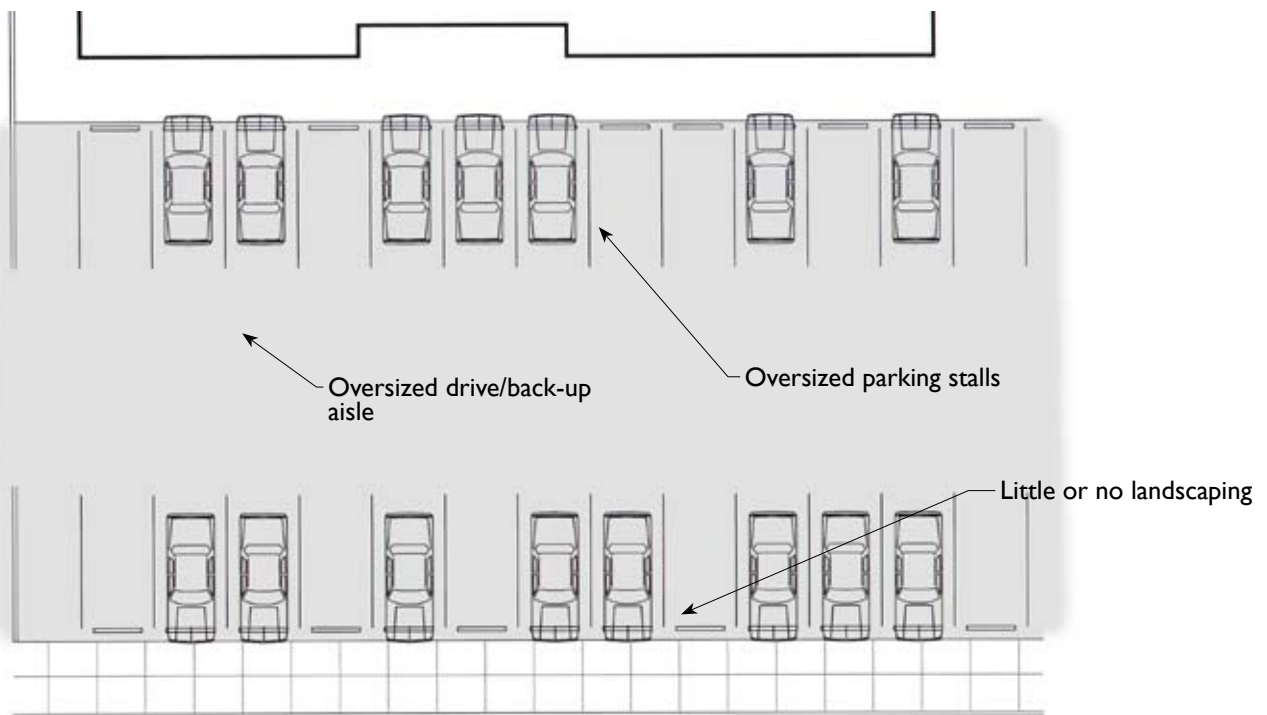 Oversized parking stalls
Oversized drive/back-up
aisle
Little or no landscaping